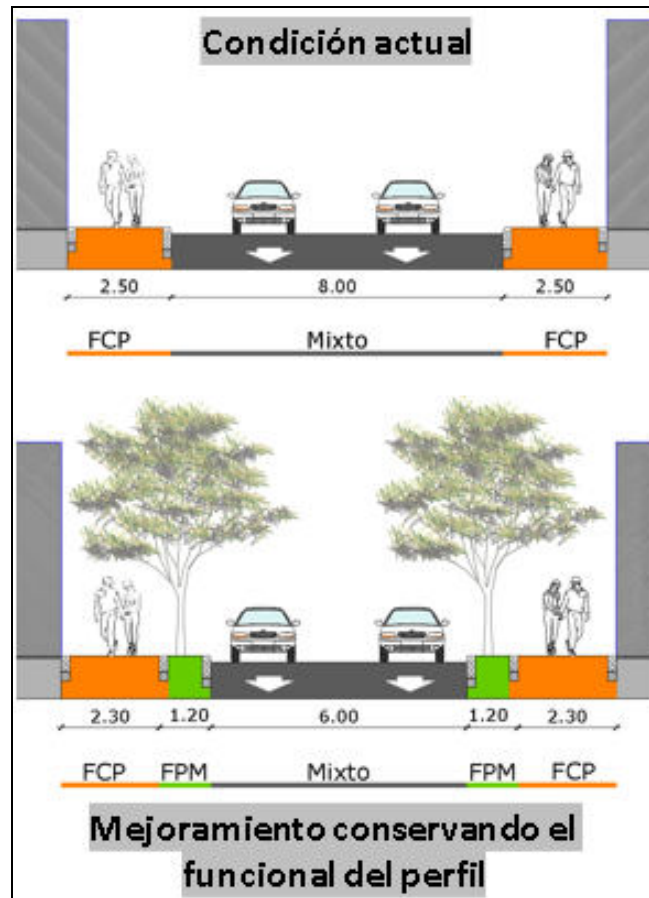 Condición actual
2.50 8.00 2.50
FCP Mixto FCP
2.30 1.20 6.00 1.20 2.30
FCP FPM Mixto FPM FCP
Mejoramiento conservando el
funcional del perfil